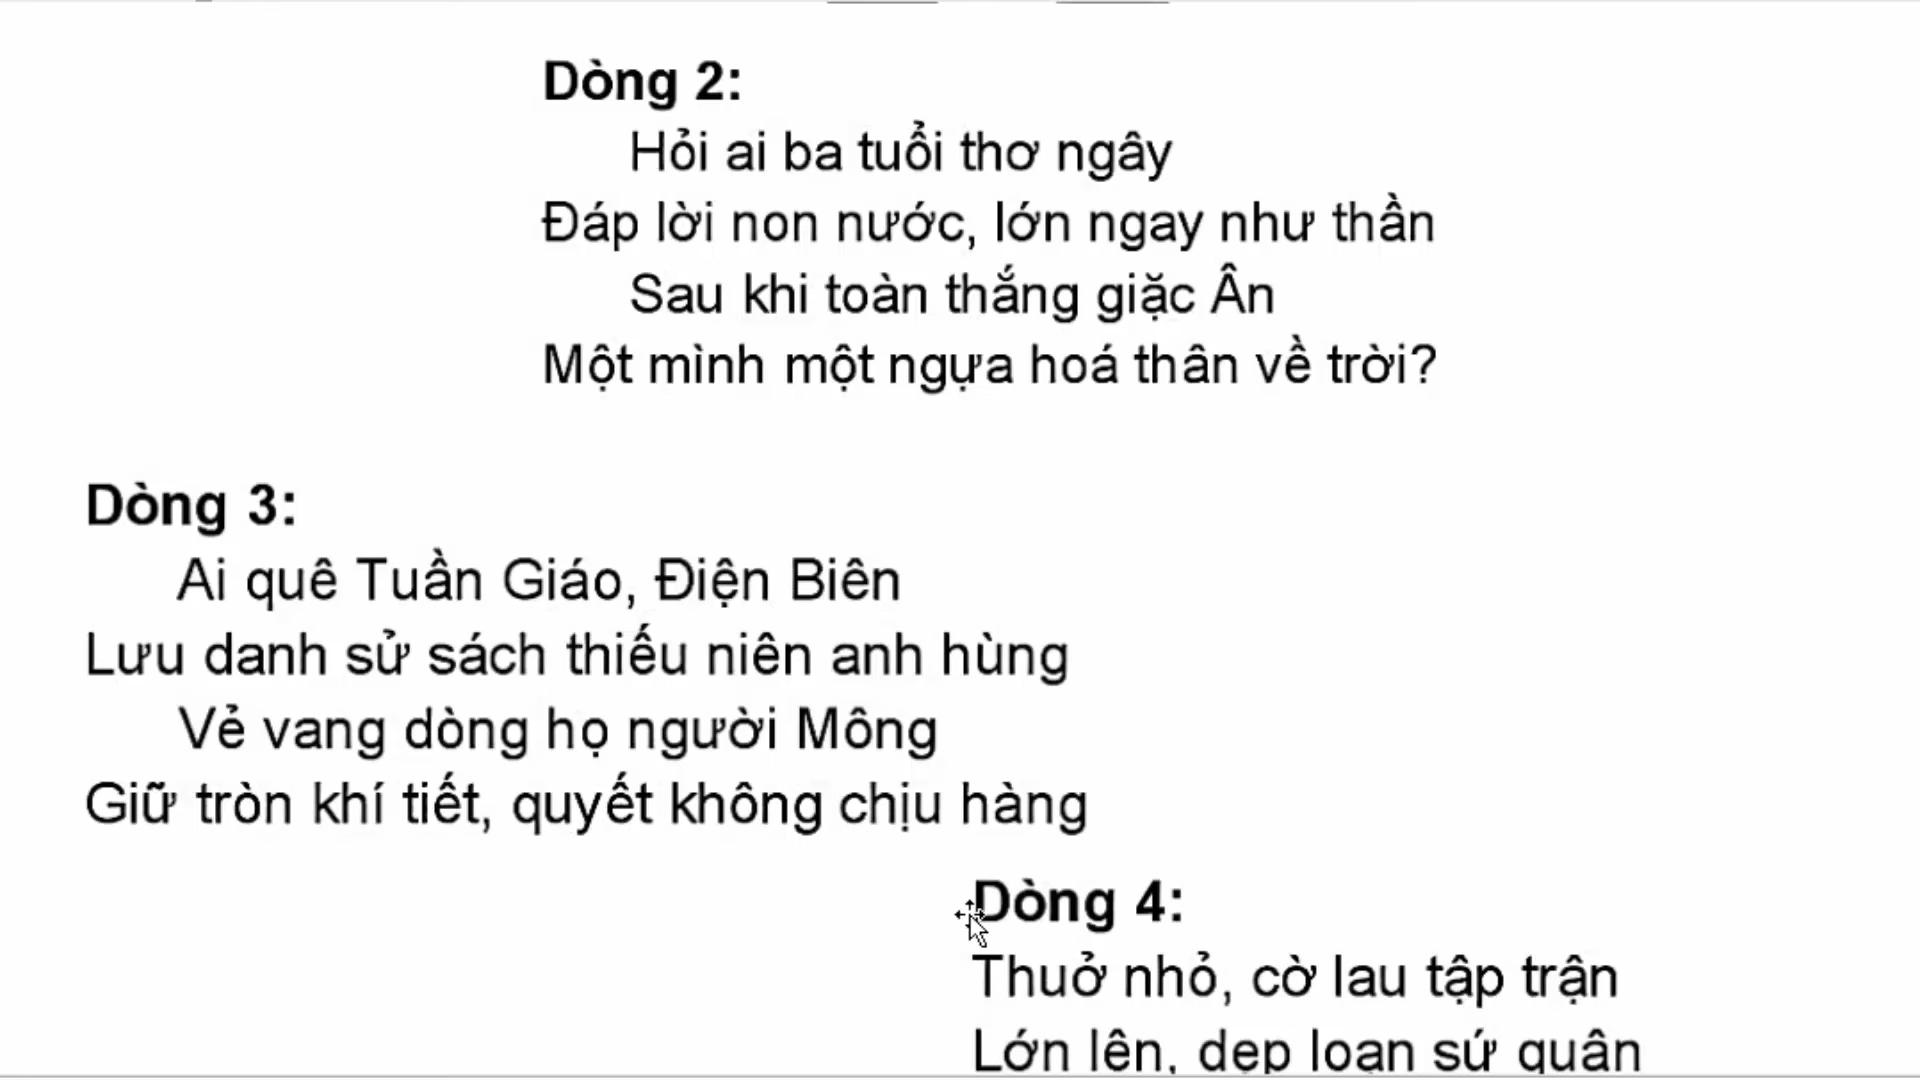 Dòng 2:
Hỏi ai ba tuổi thơ ngây
Đáp lời non nước, lớn ngay như thần
Sau khi toàn thắng giặc Ân
Một mình một ngựa hoá thân về trời?
Dòng 3:
Ai quê Tuần Giáo, Điện Biên
Lưu danh sử sách thiếu niên anh hùng
Vẻ vang dòng họ người Mông
Giữ tròn khí tiết, quyết không chịu hàng
Dòng 4:
Thuở nhỏ, cờ lau tập trận
Lớn lên, dẹp loạn sứ quân